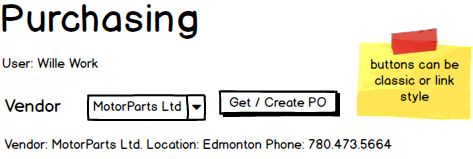 Purchasing
User: Wille Work
buttons can be
classic or link
style
Vendor MotorParts Ltd Get / Create PO
Vendor: MotorParts Ltd. Location: Edmonton Phone: 780.473.5664